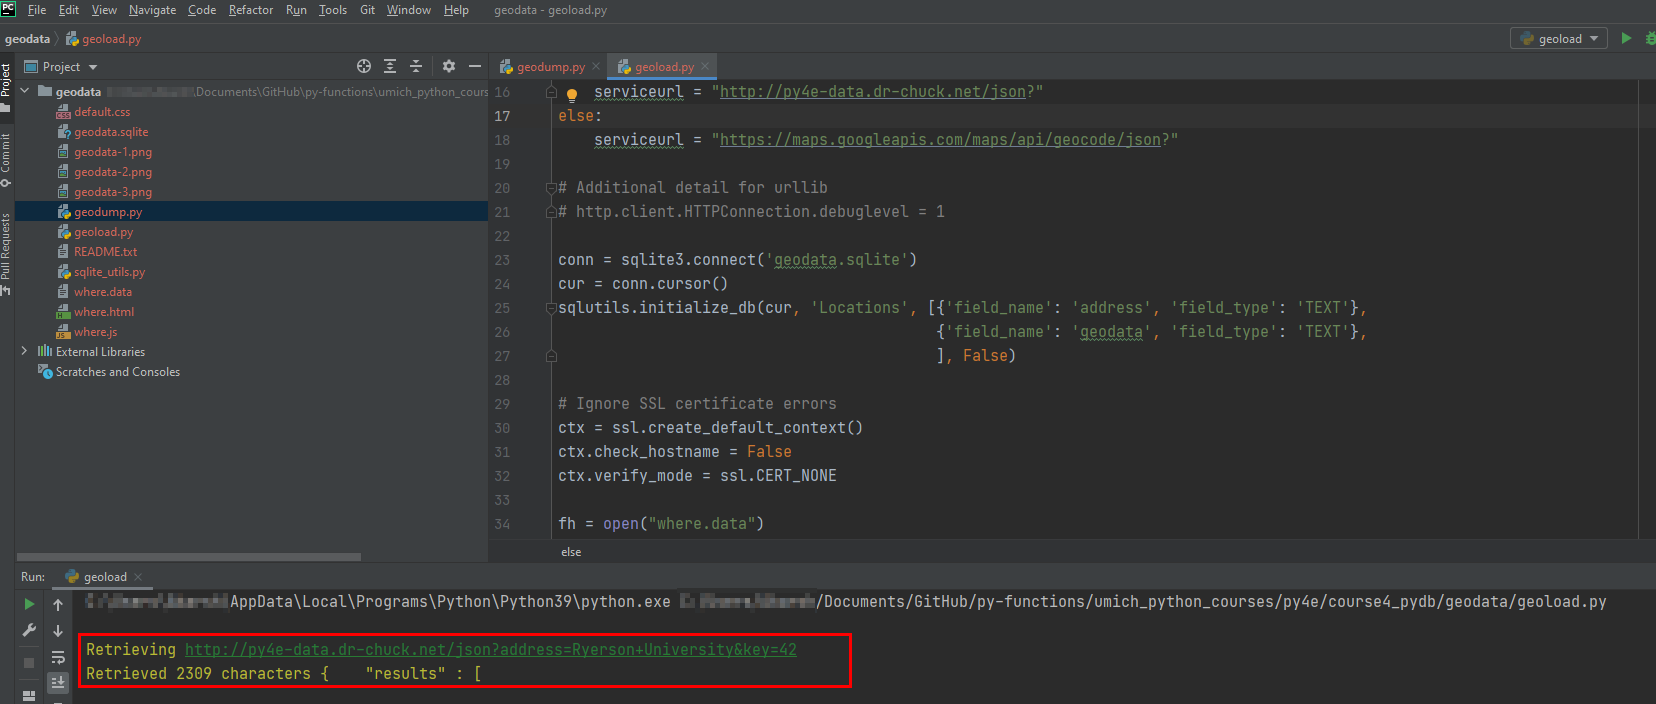 PC File Edit View Navigate Code Refactor Run Tools Git Window Help geodata - geoload.py
geodata geoload.py geoload
Project
geodump.py geoload.py
Project
Commit
Pull Requests
geodata \Documents\GitHub\py-functions\umich_python_cours
default.css
geodata.sqlite
geodata-1.png
geodata-2.png
geodata-3.png
geodump.py
geoload.py
README.txt
sqlite_utils.py
where.data
where.html
where.js
External Libraries
Scratches and Consoles
16 serviceurl = "http://py4e-data.dr-chuck.net/json?"
17 else:
18 serviceurl = "https://maps.googleapis.com/maps/api/geocode/json?"
19
20 # Additional detail for urllib
21 # http.client.HTTPConnection.debuglevel = 1
22
23 conn = sqlite3.connect('geodata.sqlite')
24 cur = conn.cursor()
25 sqlutils.initialize_db(cur, 'Locations', [{'field_name': 'address', 'field_type': 'TEXT'},
26 {'field_name': 'geodata', 'field_type': 'TEXT'},
27 ], False)
28
29 # Ignore SSL certificate errors
30 ctx = ssl.create_default_context()
31 ctx.check_hostname = False
32 ctx.verify_mode = ssl.CERT_NONE
33
34 fh = open("where.data")
else
Run: geoload
AppData\Local\Programs\Python\Python39\python.exe /Documents/GitHub/py-functions/umich_python_courses/py4e/course4_pydb/geodata/geoload.py
Retrieving http://py4e-data.dr-chuck.net/json?address=Ryerson+University&key=42
Retrieved 2309 characters { "results" : [